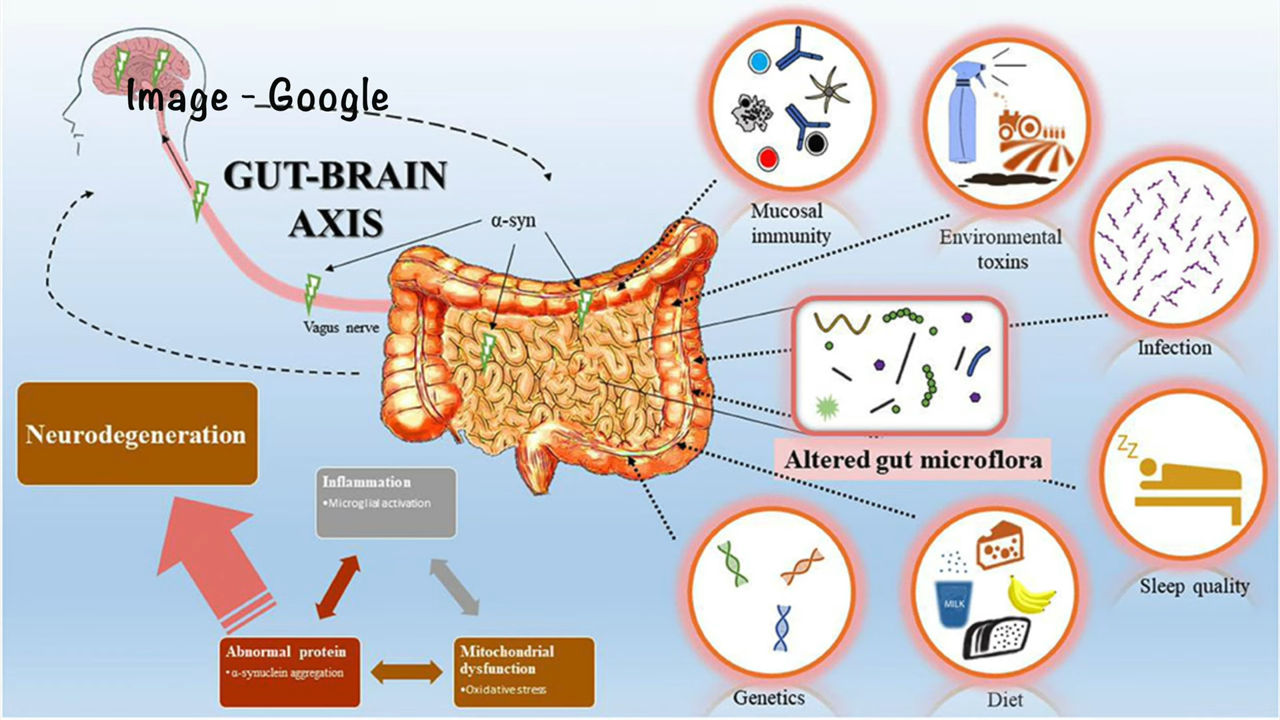 Image - Google
GUT-BRAIN
AXIS
α-syn
Vagus nerve
Mucosal
immunity
Environmental
toxins
Infection
Altered gut microflora
ZZ
Sleep quality
Neurodegeneration
Inflammation
•Microglial activation
Abnormal protein
• α-synuclein aggregation
Mitochondrial
dysfunction
•Oxidative stress
Genetics
MILK
Diet